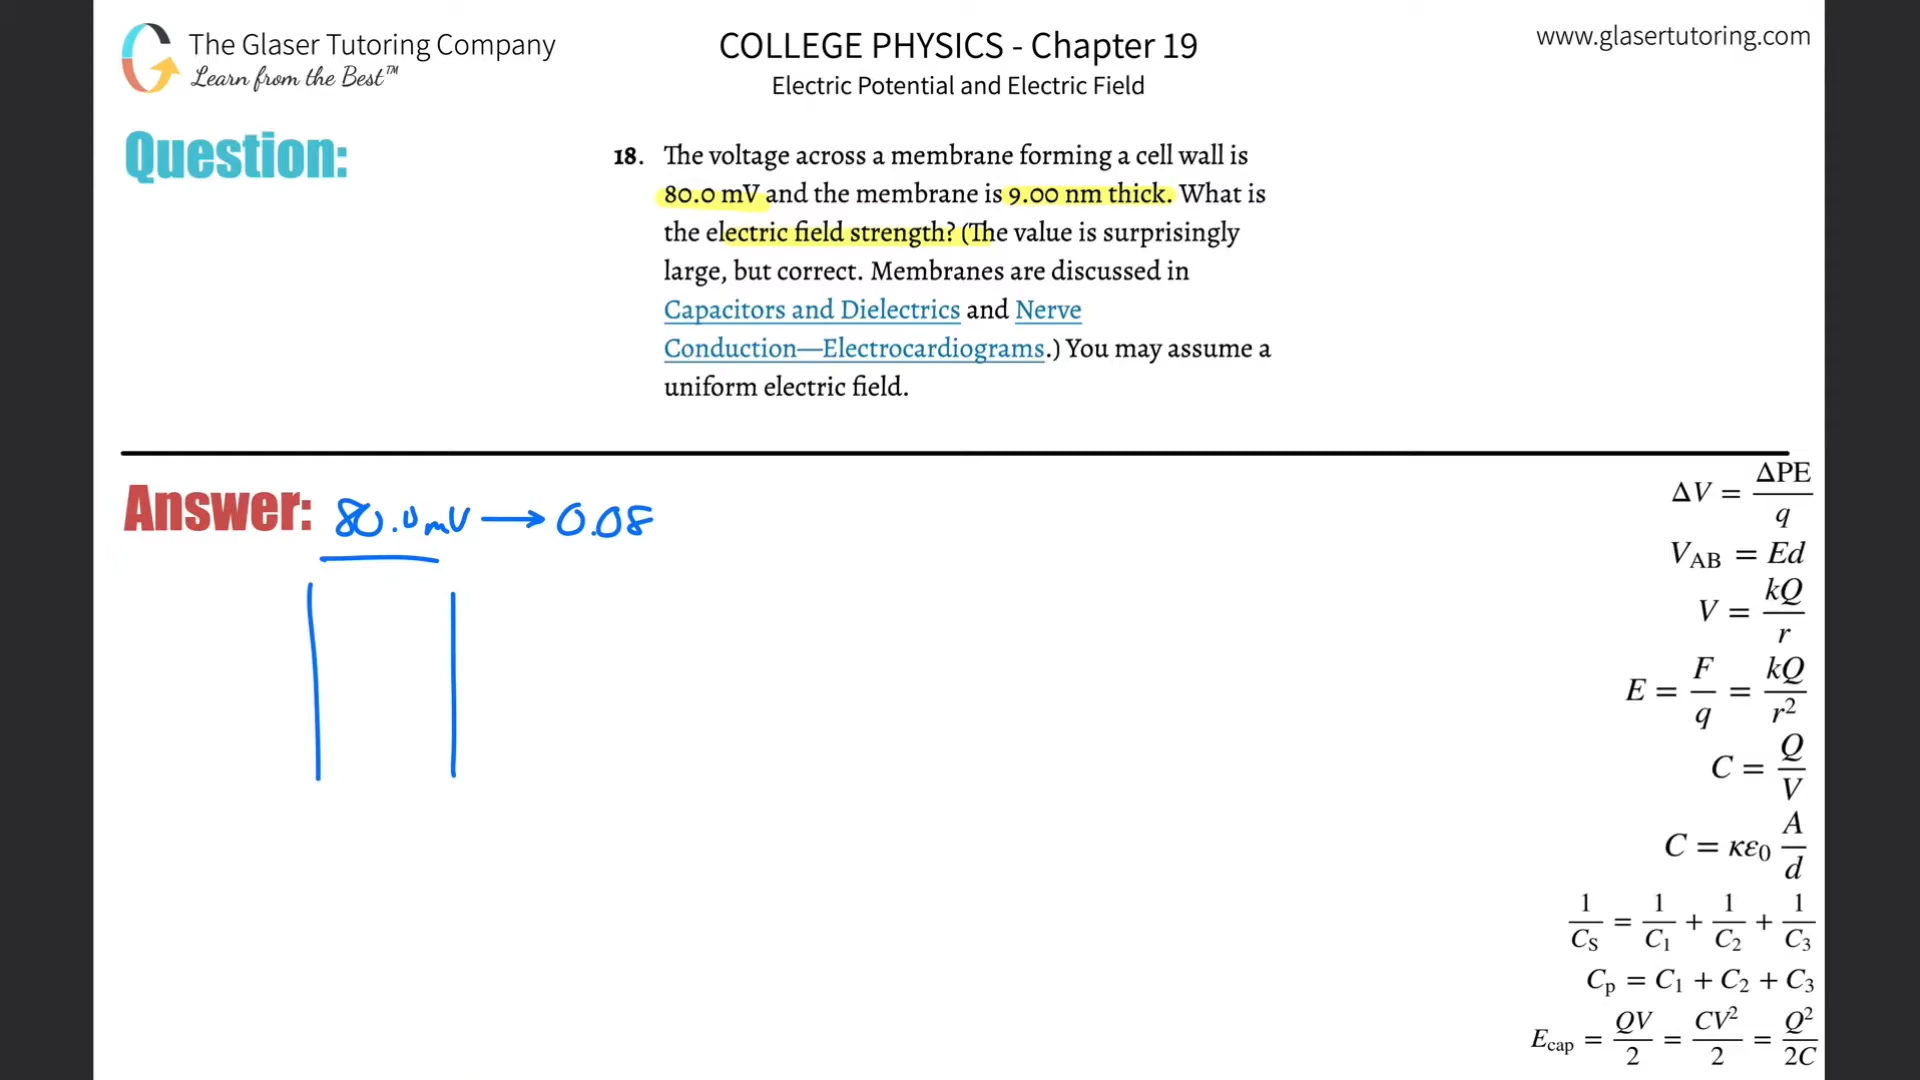 The Glaser Tutoring Company
Learn from the Best™
COLLEGE PHYSICS - Chapter 19
Electric Potential and Electric Field
www.glasertutoring.com
Question:
18. The voltage across a membrane forming a cell wall is
80.0 mV and the membrane is 9.00 nm thick. What is
the electric field strength? (The value is surprisingly
large, but correct. Membranes are discussed in
Capacitors and Dielectrics and Nerve
Conduction—Electrocardiograms.) You may assume a
uniform electric field.
Answer: 80.0mV → 0.08
ΔV = ΔPE/q
V_AB = Ed
V = kQ/r
E = F/q = kQ/r²
C = Q/V
C = κε₀ A/d
1/C_S = 1/C₁ + 1/C₂ + 1/C₃
C_p = C₁ + C₂ + C₃
E_cap = QV/2 = CV²/2 = Q²/2C